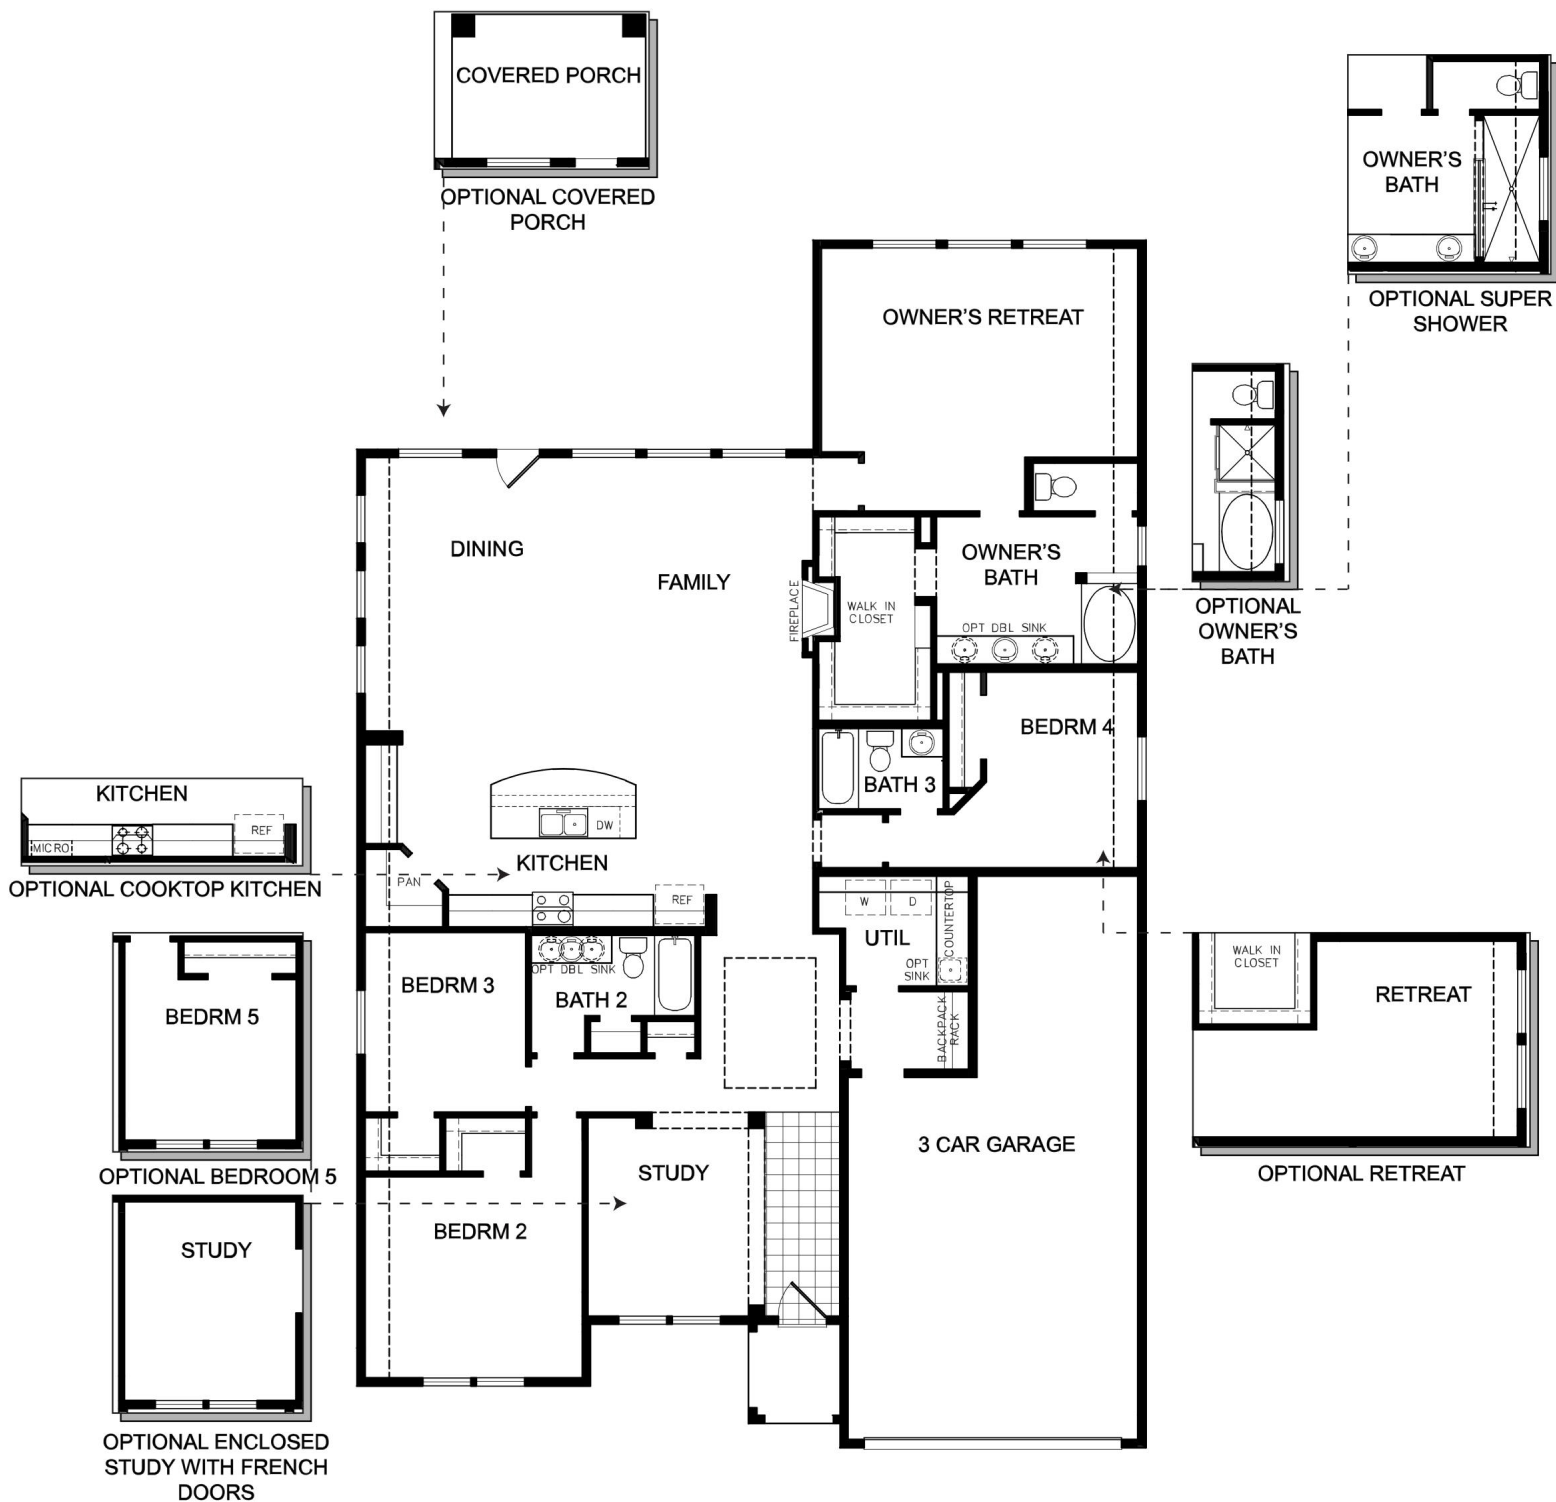 COVERED PORCH
OPTIONAL COVERED
PORCH
OWNER'S
BATH
OPTIONAL SUPER
SHOWER
OWNER'S RETREAT
OPTIONAL
OWNER'S
BATH
DINING
FAMILY
FIREPLACE
WALK IN
CLOSET
OWNER'S
BATH
OPT DBL SINK
BEDRM 4
BATH 3
KITCHEN
MICRO
REF
OPTIONAL COOKTOP KITCHEN
DW
KITCHEN
PAN
REF
W
D
COUNTERTOP
UTIL
OPT
SINK
BACKPACK
RACK
BEDRM 3
OPT DBL SINK
BATH 2
BEDRM 5
OPTIONAL BEDROOM 5
WALK IN
CLOSET
RETREAT
OPTIONAL RETREAT
3 CAR GARAGE
STUDY
BEDRM 2
STUDY
OPTIONAL ENCLOSED
STUDY WITH FRENCH
DOORS